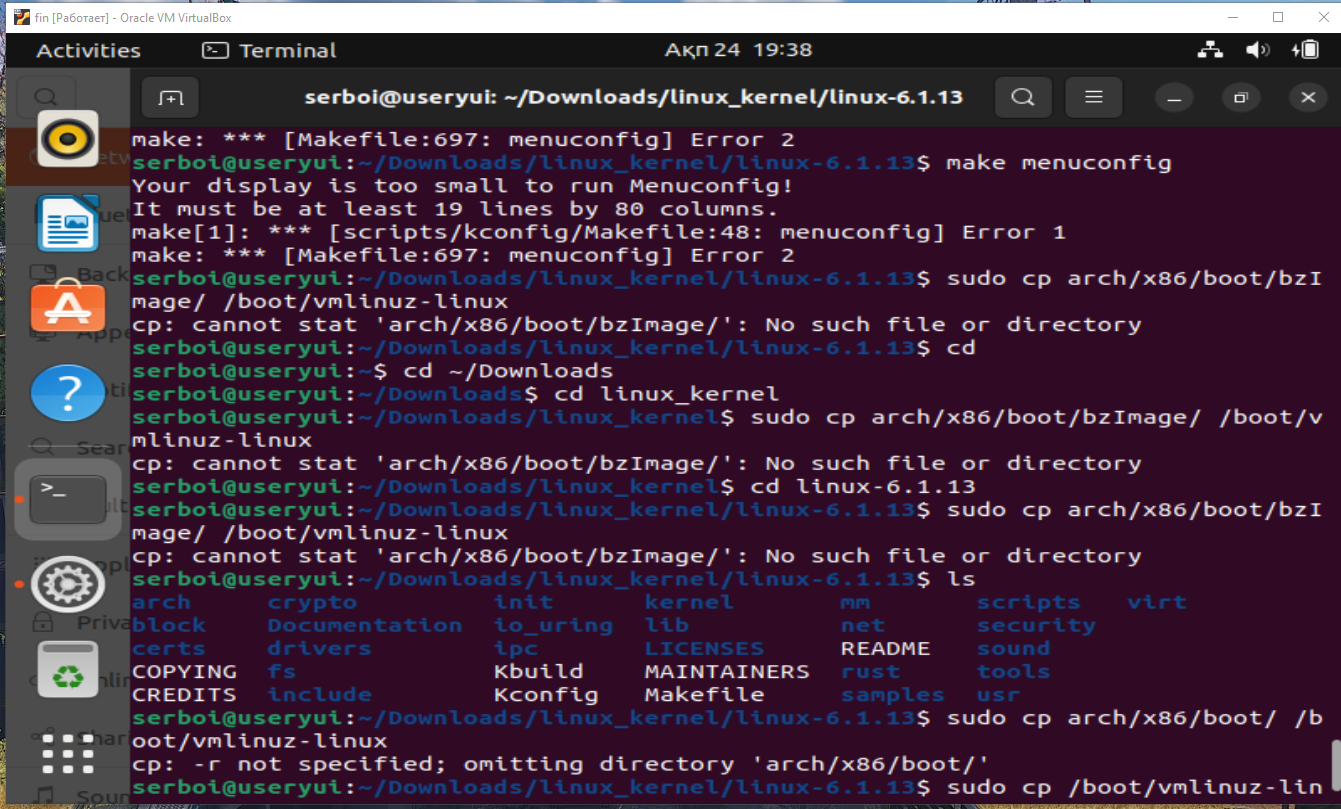 fin [Работает] - Oracle VM VirtualBox
Activities
Terminal
Ақп 24 19:38
serboi@useryui: ~/Downloads/linux_kernel/linux-6.1.13
make: *** [Makefile:697: menuconfig] Error 2
serboi@useryui:~/Downloads/linux_kernel/linux-6.1.13$ make menuconfig
Your display is too small to run Menuconfig!
It must be at least 19 lines by 80 columns.
make[1]: *** [scripts/kconfig/Makefile:48: menuconfig] Error 1
make: *** [Makefile:697: menuconfig] Error 2
serboi@useryui:~/Downloads/linux_kernel/linux-6.1.13$ sudo cp arch/x86/boot/bzI
mage/ /boot/vmlinuz-linux
cp: cannot stat 'arch/x86/boot/bzImage/': No such file or directory
serboi@useryui:~/Downloads/linux_kernel/linux-6.1.13$ cd
serboi@useryui:~$ cd ~/Downloads
serboi@useryui:~/Downloads$ cd linux_kernel
serboi@useryui:~/Downloads/linux_kernel$ sudo cp arch/x86/boot/bzImage/ /boot/v
mlinuz-linux
cp: cannot stat 'arch/x86/boot/bzImage/': No such file or directory
serboi@useryui:~/Downloads/linux_kernel$ cd linux-6.1.13
serboi@useryui:~/Downloads/linux_kernel/linux-6.1.13$ sudo cp arch/x86/boot/bzI
mage/ /boot/vmlinuz-linux
cp: cannot stat 'arch/x86/boot/bzImage/': No such file or directory
serboi@useryui:~/Downloads/linux_kernel/linux-6.1.13$ ls
arch crypto init kernel mm scripts virt
block Documentation io_uring lib net security
certs drivers ipc LICENSES README sound
COPYING fs Kbuild MAINTAINERS rust tools
CREDITS include Kconfig Makefile samples usr
serboi@useryui:~/Downloads/linux_kernel/linux-6.1.13$ sudo cp arch/x86/boot/ /b
oot/vmlinuz-linux
cp: -r not specified; omitting directory 'arch/x86/boot/'
serboi@useryui:~/Downloads/linux_kernel/linux-6.1.13$ sudo cp /boot/vmlinuz-lin